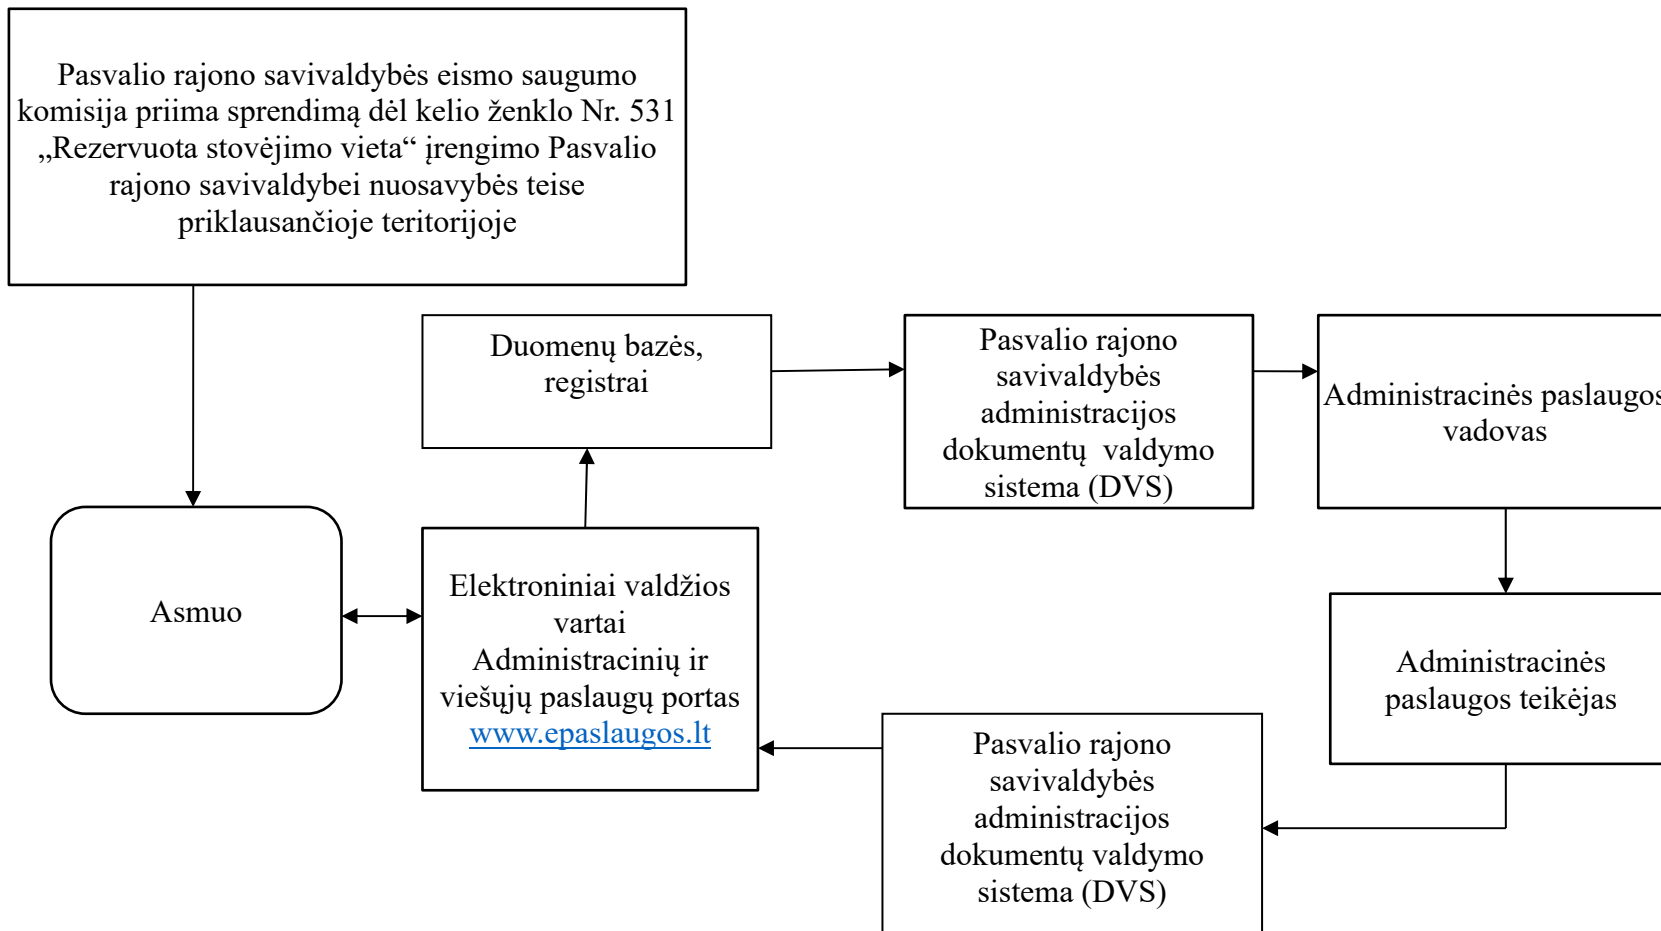 Pasvalio rajono savivaldybės eismo saugumo
komisija priima sprendimą dėl kelio ženklo Nr. 531
„Rezervuota stovėjimo vieta“ įrengimo Pasvalio
rajono savivaldybei nuosavybės teise
priklausančioje teritorijoje
Duomenų bazės,
registrai
Pasvalio rajono
savivaldybės
administracijos
dokumentų valdymo
sistema (DVS)
Administracinės paslaugos
vadovas
Asmuo
Elektroniniai valdžios
vartai
Administracinių ir
viešųjų paslaugų portas
www.epaslaugos.lt
Administracinės
paslaugos teikėjas
Pasvalio rajono
savivaldybės
administracijos
dokumentų valdymo
sistema (DVS)